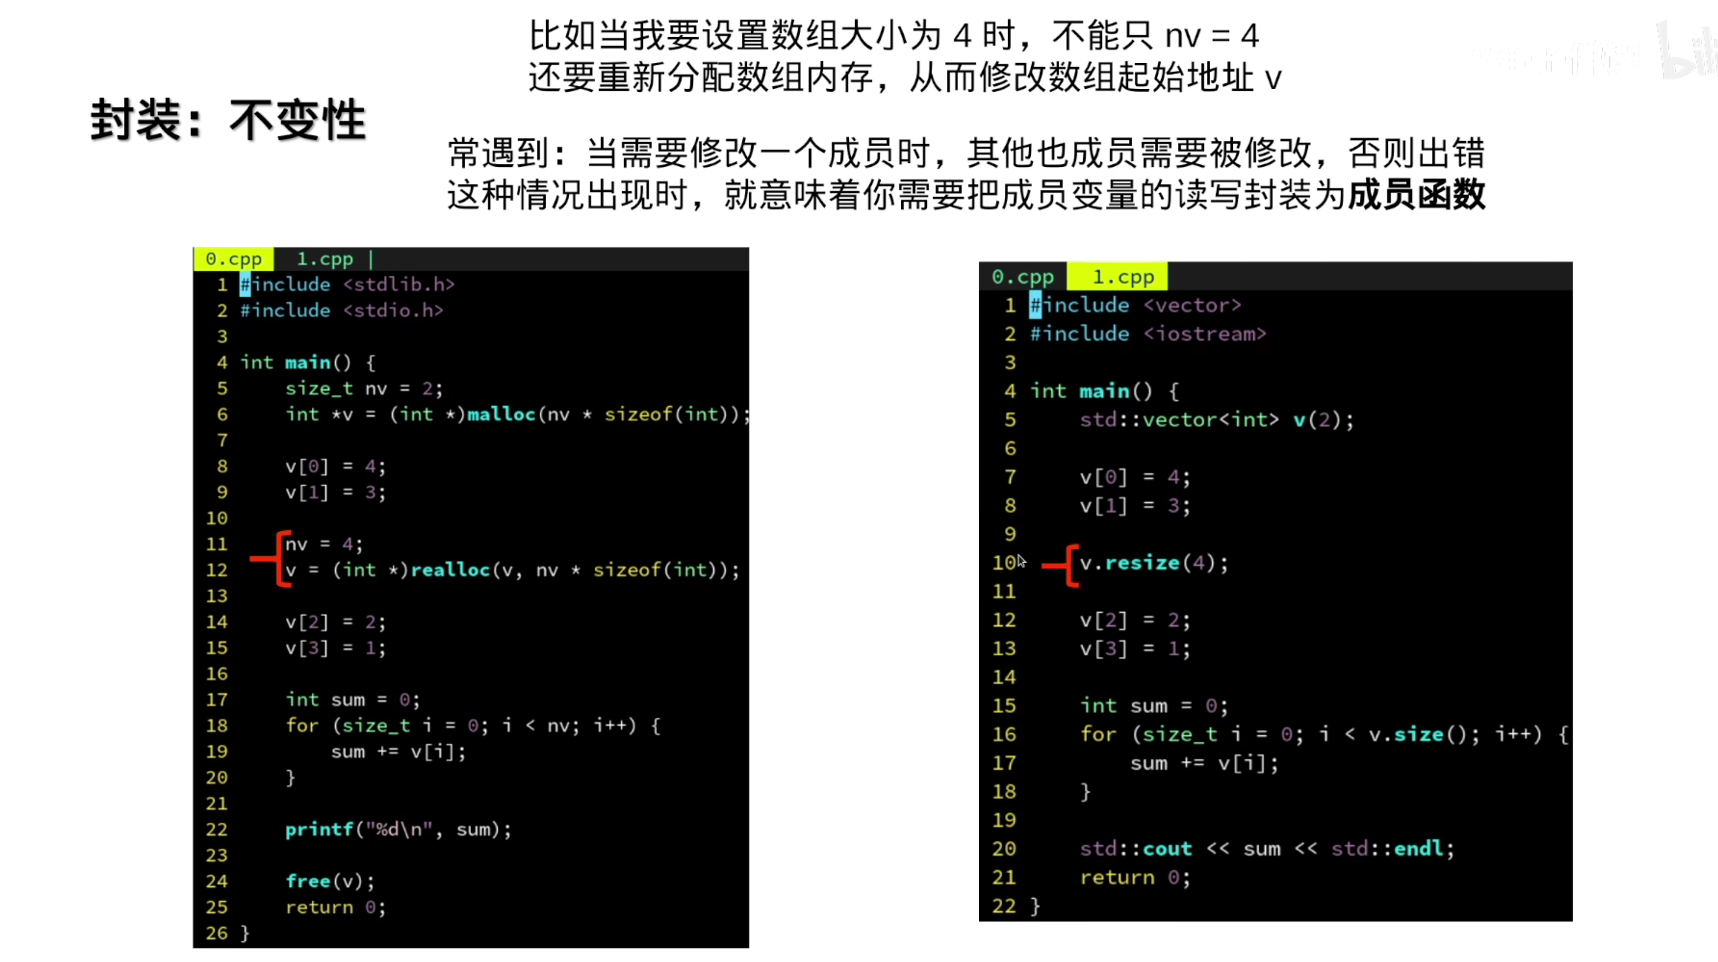 比如当我要设置数组大小为 4 时，不能只 nv = 4
还要重新分配数组内存，从而修改数组起始地址 v
封装：不变性
常遇到：当需要修改一个成员时，其他也成员需要被修改，否则出错
这种情况出现时，就意味着你需要把成员变量的读写封装为成员函数
0.cpp 1.cpp |
1 #include <stdlib.h>
2 #include <stdio.h>
3
4 int main() {
5     size_t nv = 2;
6     int *v = (int *)malloc(nv * sizeof(int));
7
8     v[0] = 4;
9     v[1] = 3;
10
11     nv = 4;
12     v = (int *)realloc(v, nv * sizeof(int));
13
14     v[2] = 2;
15     v[3] = 1;
16
17     int sum = 0;
18     for (size_t i = 0; i < nv; i++) {
19         sum += v[i];
20     }
21
22     printf("%d\n", sum);
23
24     free(v);
25     return 0;
26 }
0.cpp 1.cpp
1 #include <vector>
2 #include <iostream>
3
4 int main() {
5     std::vector<int> v(2);
6
7     v[0] = 4;
8     v[1] = 3;
9
10     v.resize(4);
11
12     v[2] = 2;
13     v[3] = 1;
14
15     int sum = 0;
16     for (size_t i = 0; i < v.size(); i++) {
17         sum += v[i];
18     }
19
20     std::cout << sum << std::endl;
21     return 0;
22 }